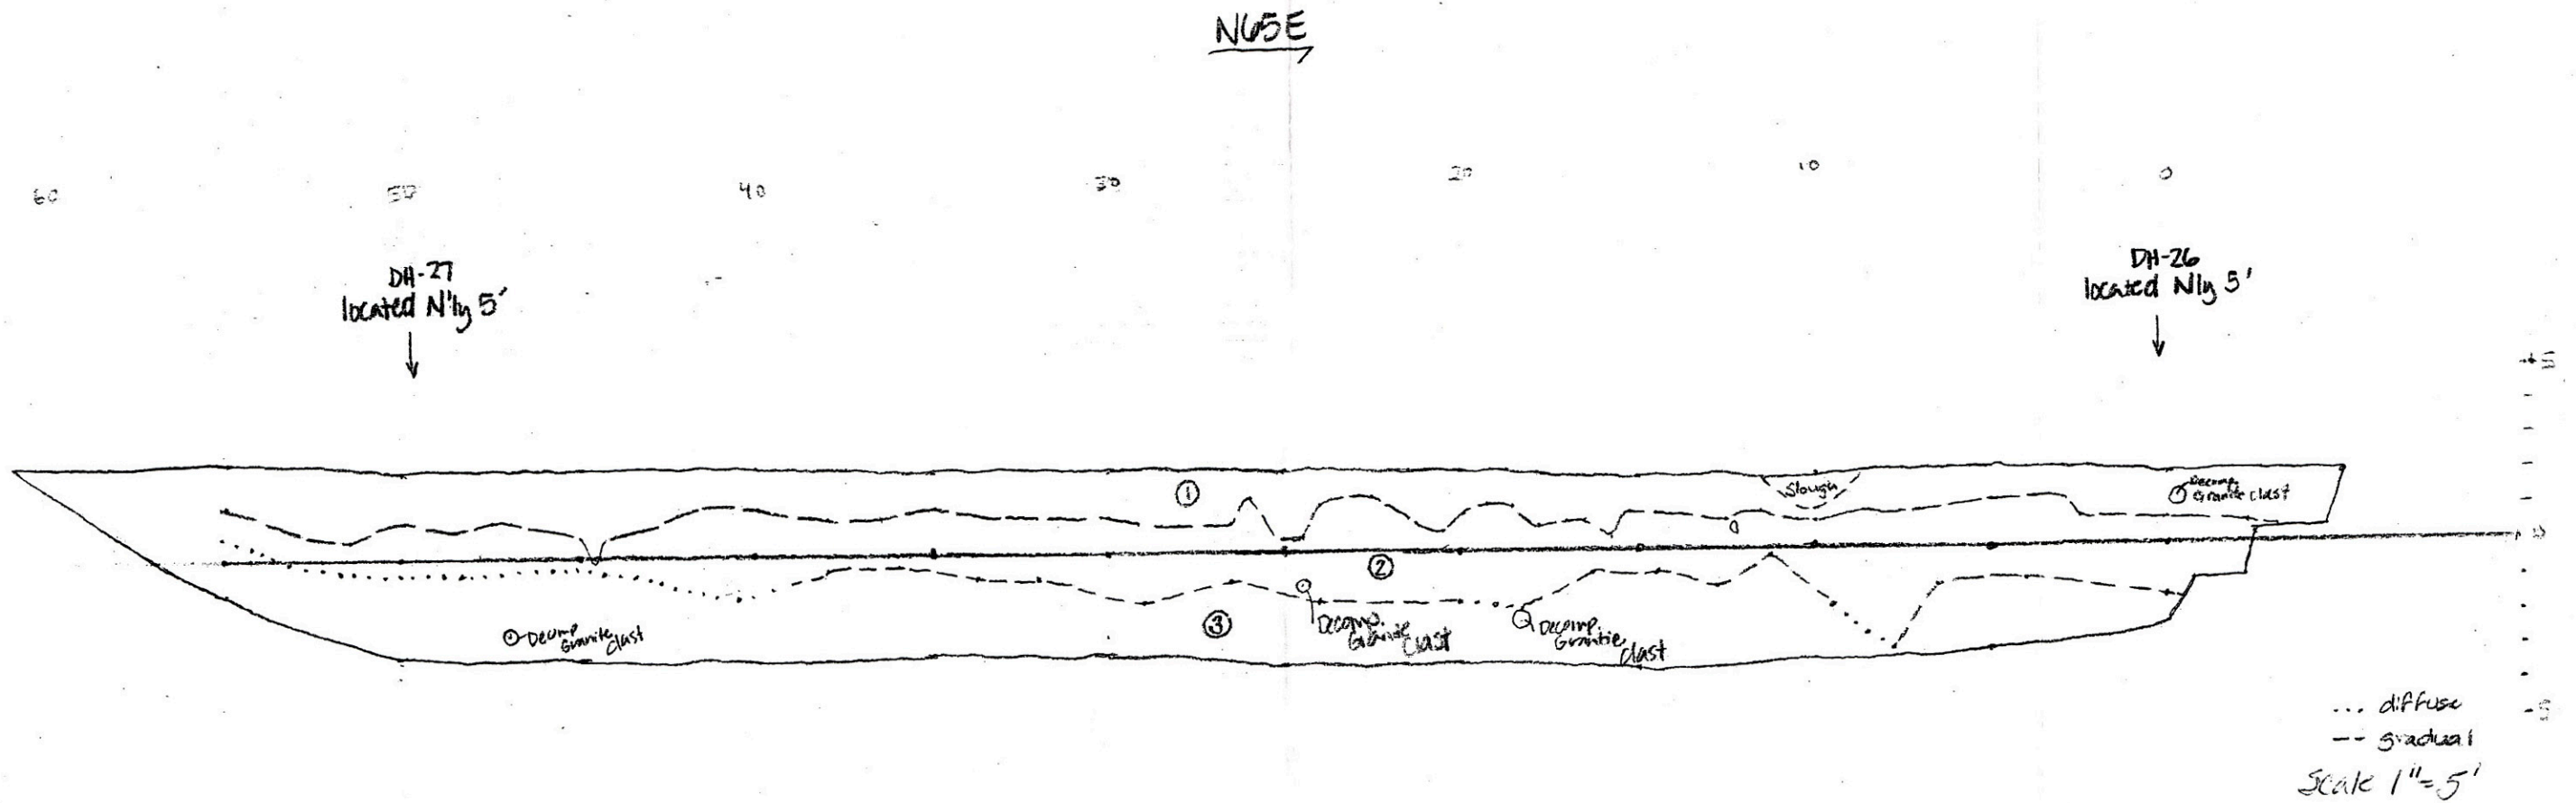 N65E
60 50 40 30 20 10 0
DH-27
located N'ly 5'
DH-26
located N'ly 5'
+5
1
Slough
Decomp.
Granite clast
0
2
3
Decomp.
Granite
clast
Decomp.
Granite
clast
Decomp.
Granitie
clast
-5
... diffuse
-- gradual
Scale 1"=5'